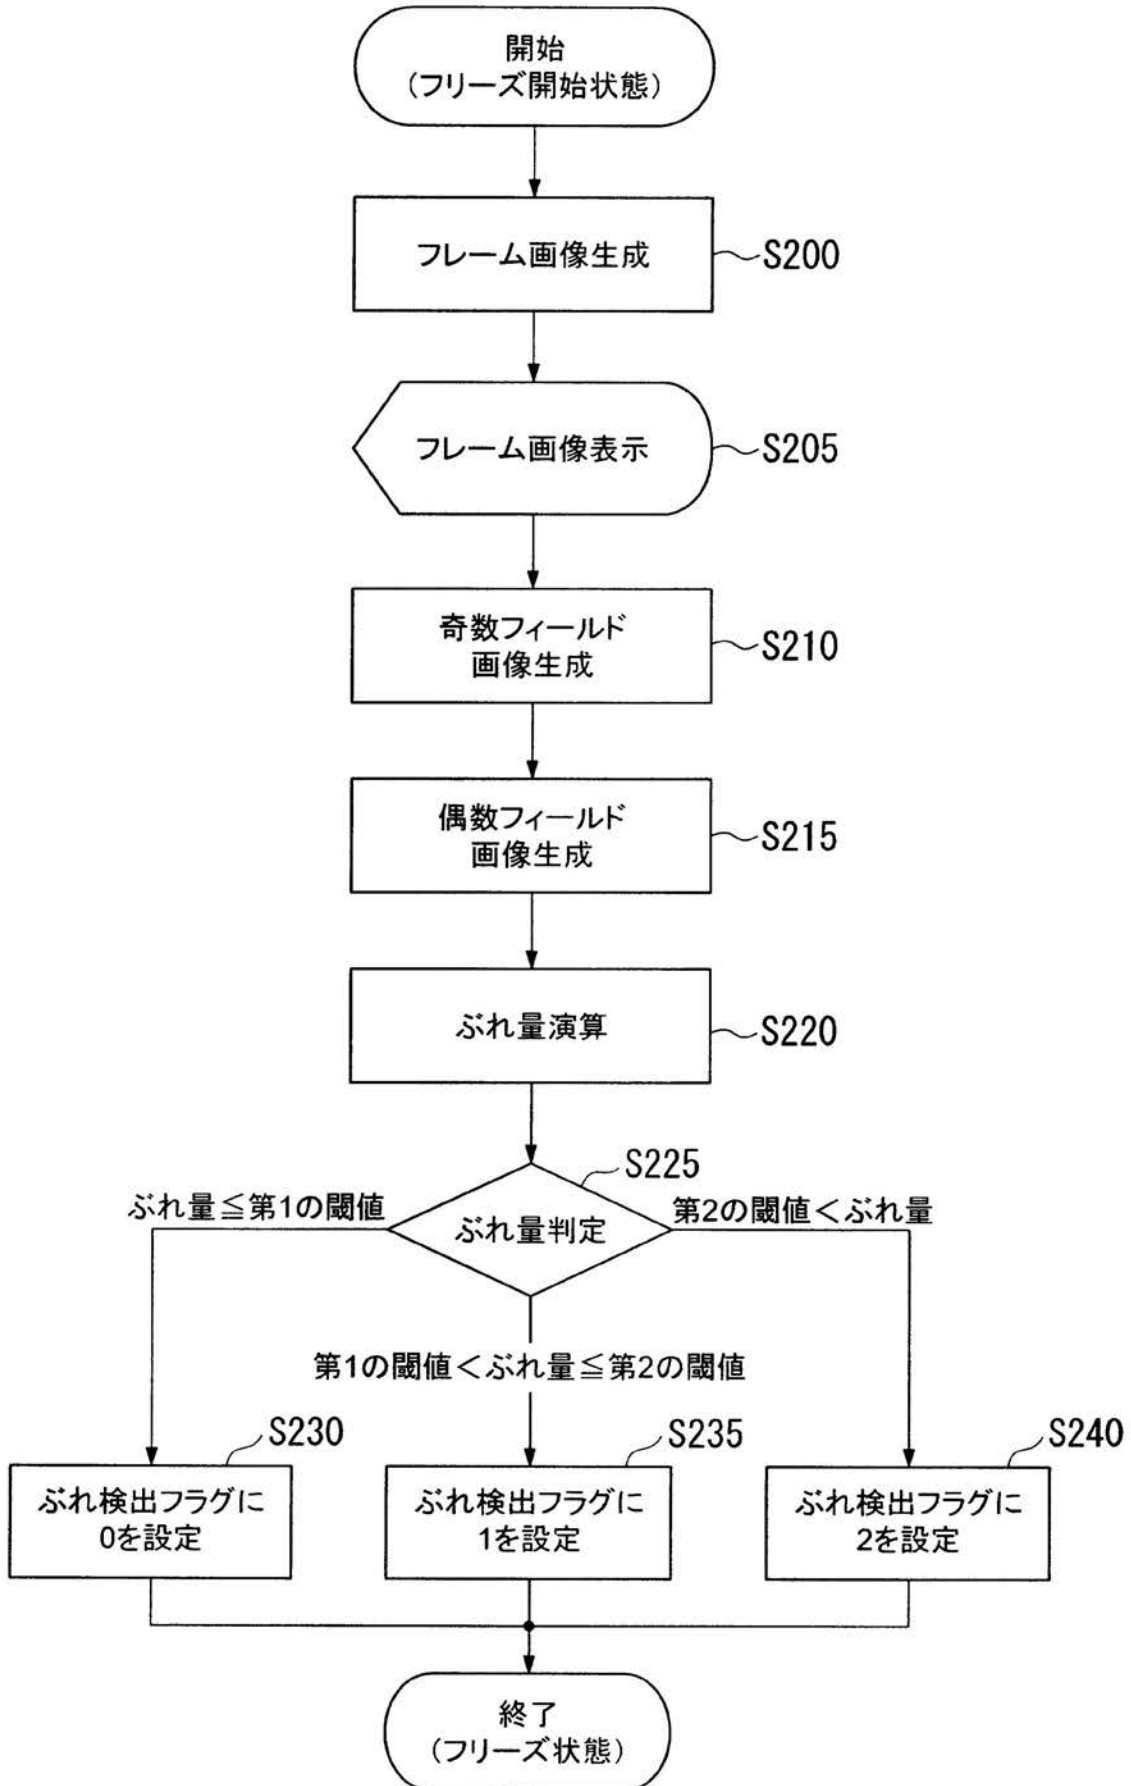 開始
(フリーズ開始状態)
フレーム画像生成
S200
フレーム画像表示
S205
奇数フィールド
画像生成
S210
偶数フィールド
画像生成
S215
ぶれ量演算
S220
S225
ぶれ量≦第1の閾値
ぶれ量判定
第2の閾値<ぶれ量
第1の閾値<ぶれ量≦第2の閾値
S230
ぶれ検出フラグに
0を設定
S235
ぶれ検出フラグに
1を設定
S240
ぶれ検出フラグに
2を設定
終了
(フリーズ状態)